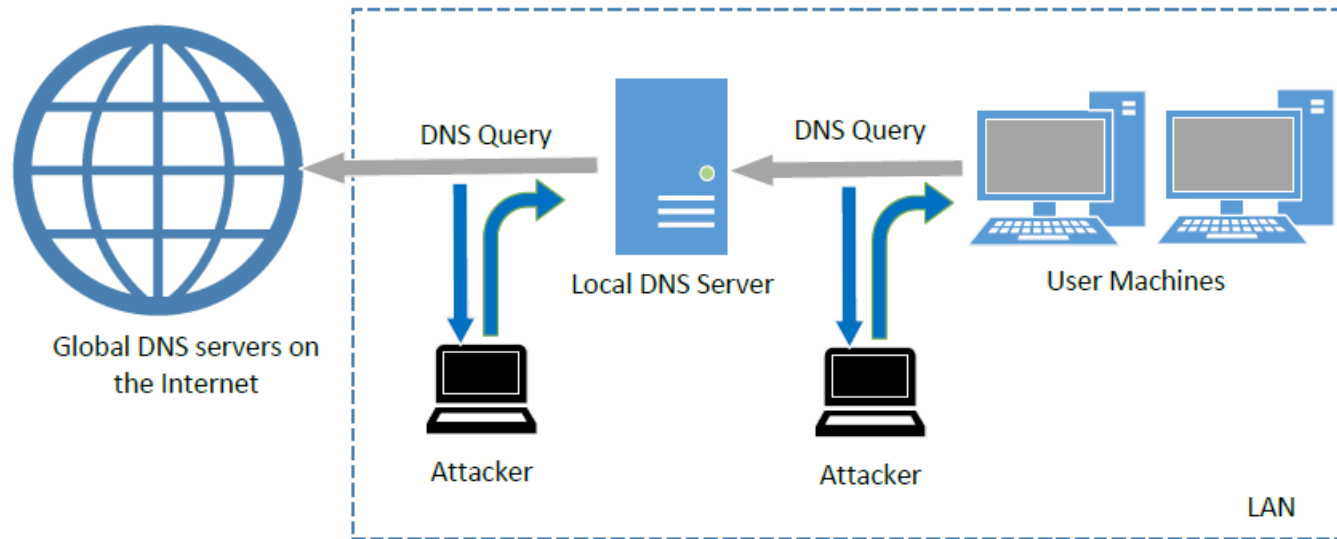 DNS Query
DNS Query
Local DNS Server
User Machines
Global DNS servers on
the Internet
Attacker
Attacker
LAN